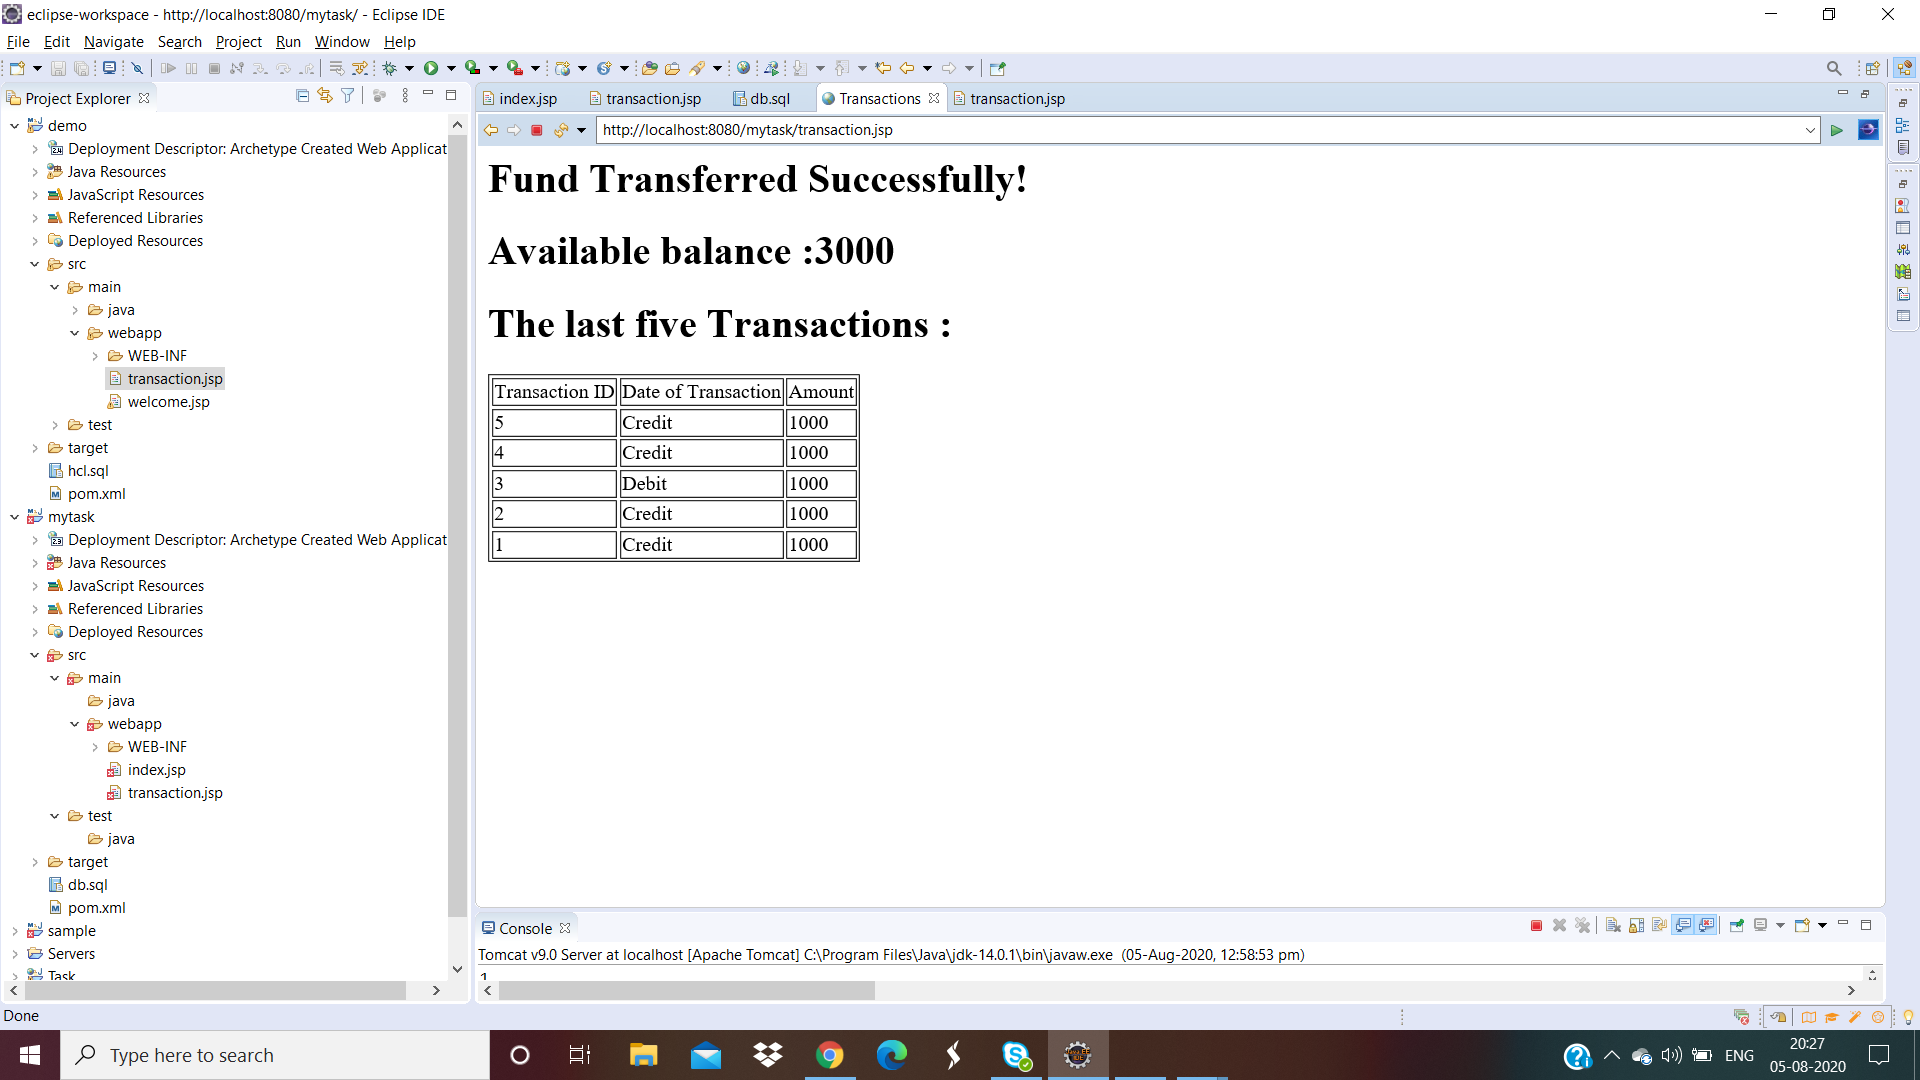 eclipse-workspace - http://localhost:8080/mytask/ - Eclipse IDE
File Edit Navigate Search Project Run Window Help
Project Explorer
demo
Deployment Descriptor: Archetype Created Web Applicat
Java Resources
JavaScript Resources
Referenced Libraries
Deployed Resources
src
main
java
webapp
WEB-INF
transaction.jsp
welcome.jsp
test
target
hcl.sql
pom.xml
mytask
Deployment Descriptor: Archetype Created Web Applicat
Java Resources
JavaScript Resources
Referenced Libraries
Deployed Resources
src
main
java
webapp
WEB-INF
index.jsp
transaction.jsp
test
java
target
db.sql
pom.xml
sample
Servers
Task
index.jsp transaction.jsp db.sql Transactions transaction.jsp
http://localhost:8080/mytask/transaction.jsp
Fund Transferred Successfully!
Available balance :3000
The last five Transactions :
Transaction ID Date of Transaction Amount
5 Credit 1000
4 Credit 1000
3 Debit 1000
2 Credit 1000
1 Credit 1000
Console
Tomcat v9.0 Server at localhost [Apache Tomcat] C:\Program Files\Java\jdk-14.0.1\bin\javaw.exe (05-Aug-2020, 12:58:53 pm)
1
Done
Type here to search
ENG
20:27
05-08-2020